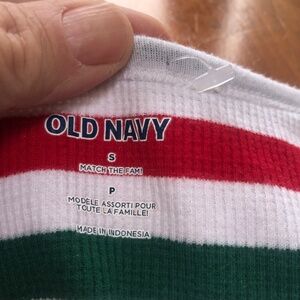 OLD NAVY
S
MATCH THE FAM!
P
MODÈLE ASSORTI POUR
TOUTE LA FAMILLE!
MADE IN INDONESIA